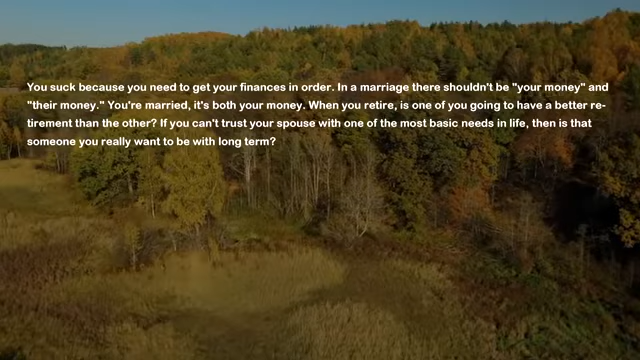 You suck because you need to get your finances in order. In a marriage there shouldn't be "your money" and
"their money." You're married, it's both your money. When you retire, is one of you going to have a better re-
tirement than the other? If you can't trust your spouse with one of the most basic needs in life, then is that
someone you really want to be with long term?